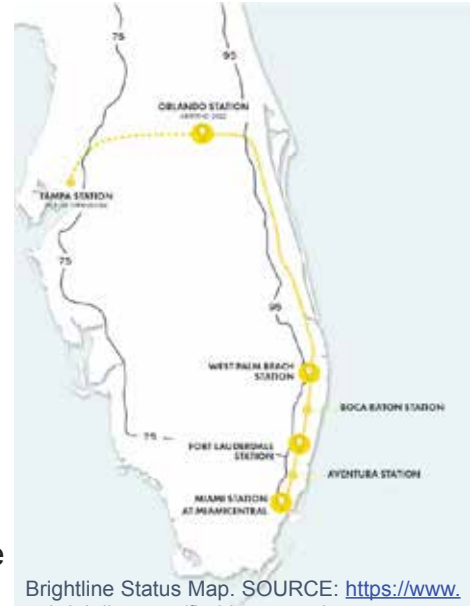 75
95
ORLANDO STATION
TAMPA STATION
75
95
WEST PALM BEACH
STATION
BOCA RATON STATION
75
FORT LAUDERDALE
STATION
AVENTURA STATION
MIAMI STATION
AT MIAMICENTRAL
e
Brightline Status Map. SOURCE: https://www.